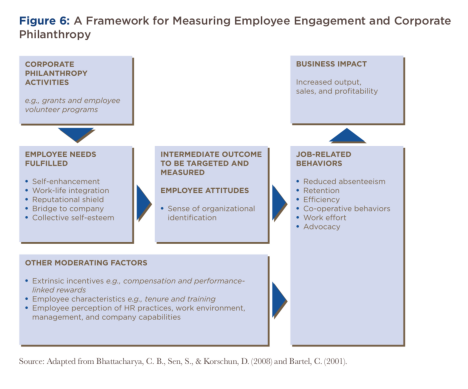 Figure 6: A Framework for Measuring Employee Engagement and Corporate
Philanthropy
CORPORATE
PHILANTHROPY
ACTIVITIES
e.g., grants and employee
volunteer programs
BUSINESS IMPACT
Increased output,
sales, and profitability
EMPLOYEE NEEDS
FULFILLED
• Self-enhancement
• Work-life integration
• Reputational shield
• Bridge to company
• Collective self-esteem
INTERMEDIATE OUTCOME
TO BE TARGETED AND
MEASURED
EMPLOYEE ATTITUDES
• Sense of organizational
identification
JOB-RELATED
BEHAVIORS
• Reduced absenteeism
• Retention
• Efficiency
• Co-operative behaviors
• Work effort
• Advocacy
OTHER MODERATING FACTORS
• Extrinsic incentives e.g., compensation and performance-
linked rewards
• Employee characteristics e.g., tenure and training
• Employee perception of HR practices, work environment,
management, and company capabilities
Source: Adapted from Bhattacharya, C. B., Sen, S., & Korschun, D. (2008) and Bartel, C. (2001).